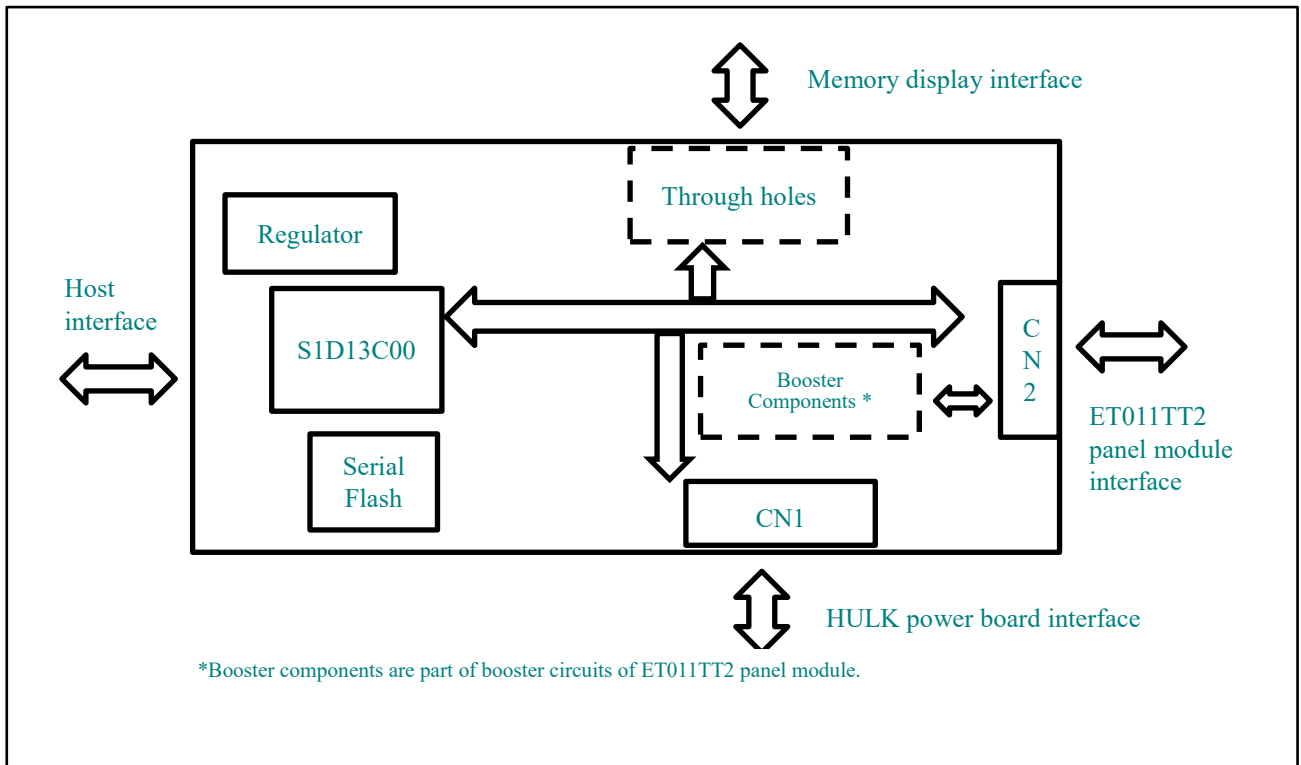 Memory display interface
Through holes
Regulator
Host
interface
S1D13C00
C
N
2
Booster
Components *
ET011TT2
panel module
interface
Serial
Flash
CN1
HULK power board interface
*Booster components are part of booster circuits of ET011TT2 panel module.